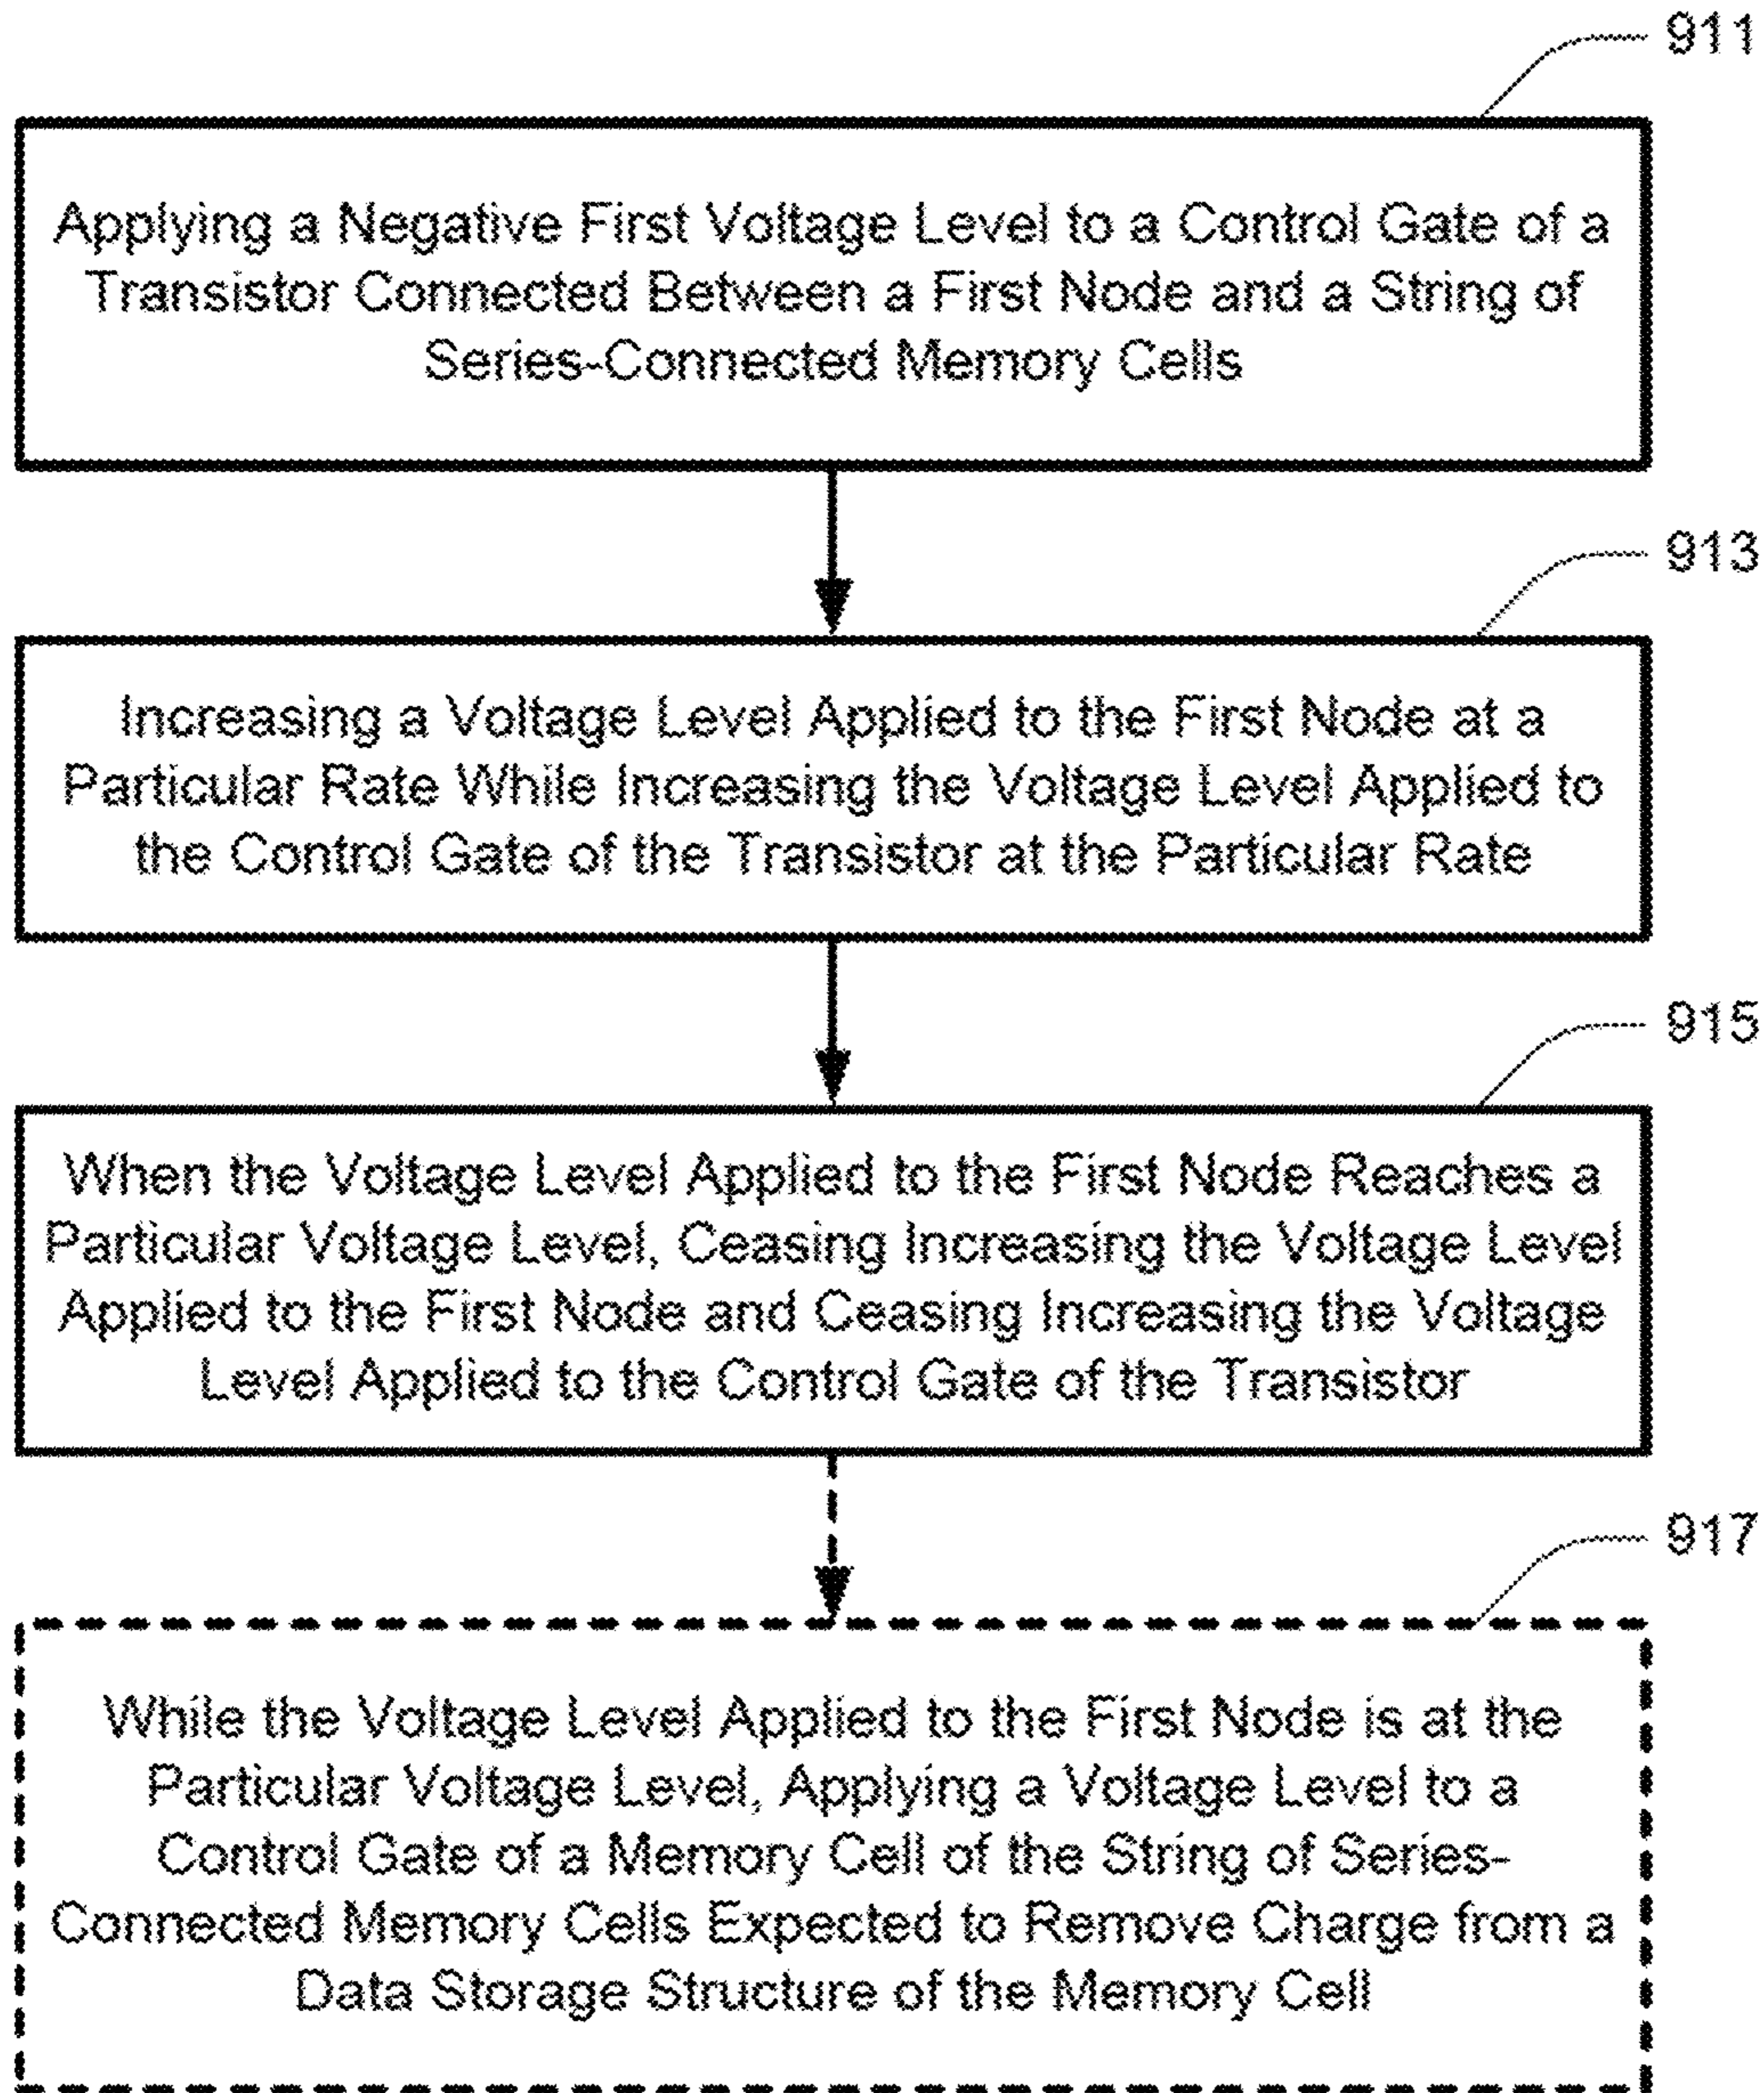 911
Applying a Negative First Voltage Level to a Control Gate of a
Transistor Connected Between a First Node and a String of
Series-Connected Memory Cells
913
Increasing a Voltage Level Applied to the First Node at a
Particular Rate While Increasing the Voltage Level Applied to
the Control Gate of the Transistor at the Particular Rate
915
When the Voltage Level Applied to the First Node Reaches a
Particular Voltage Level, Ceasing Increasing the Voltage Level
Applied to the First Node and Ceasing Increasing the Voltage
Level Applied to the Control Gate of the Transistor
917
While the Voltage Level Applied to the First Node is at the
Particular Voltage Level, Applying a Voltage Level to a
Control Gate of a Memory Cell of the String of Series-
Connected Memory Cells Expected to Remove Charge from a
Data Storage Structure of the Memory Cell